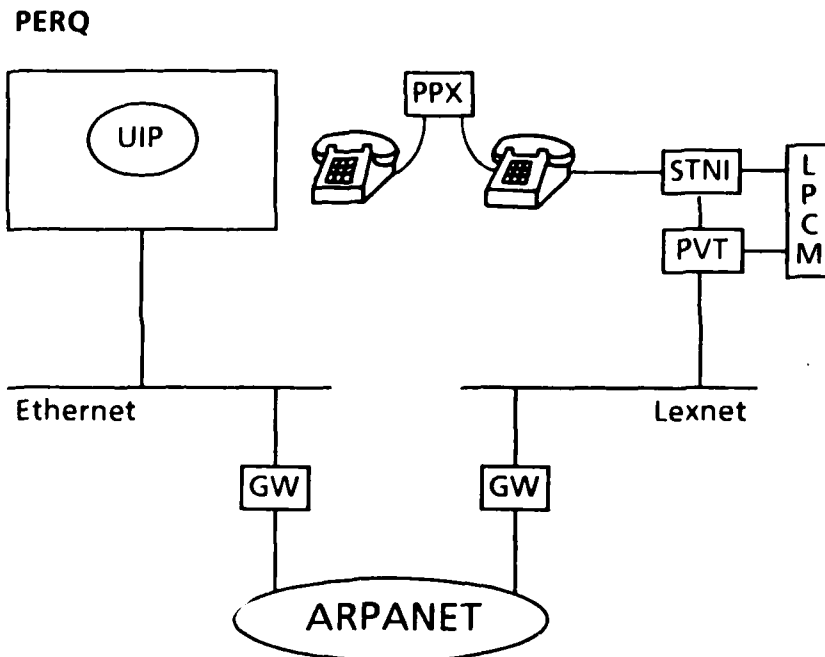 PERQ
UIP
PPX
STNI
PVT
L
P
C
M
Ethernet
Lexnet
GW
GW
ARPANET